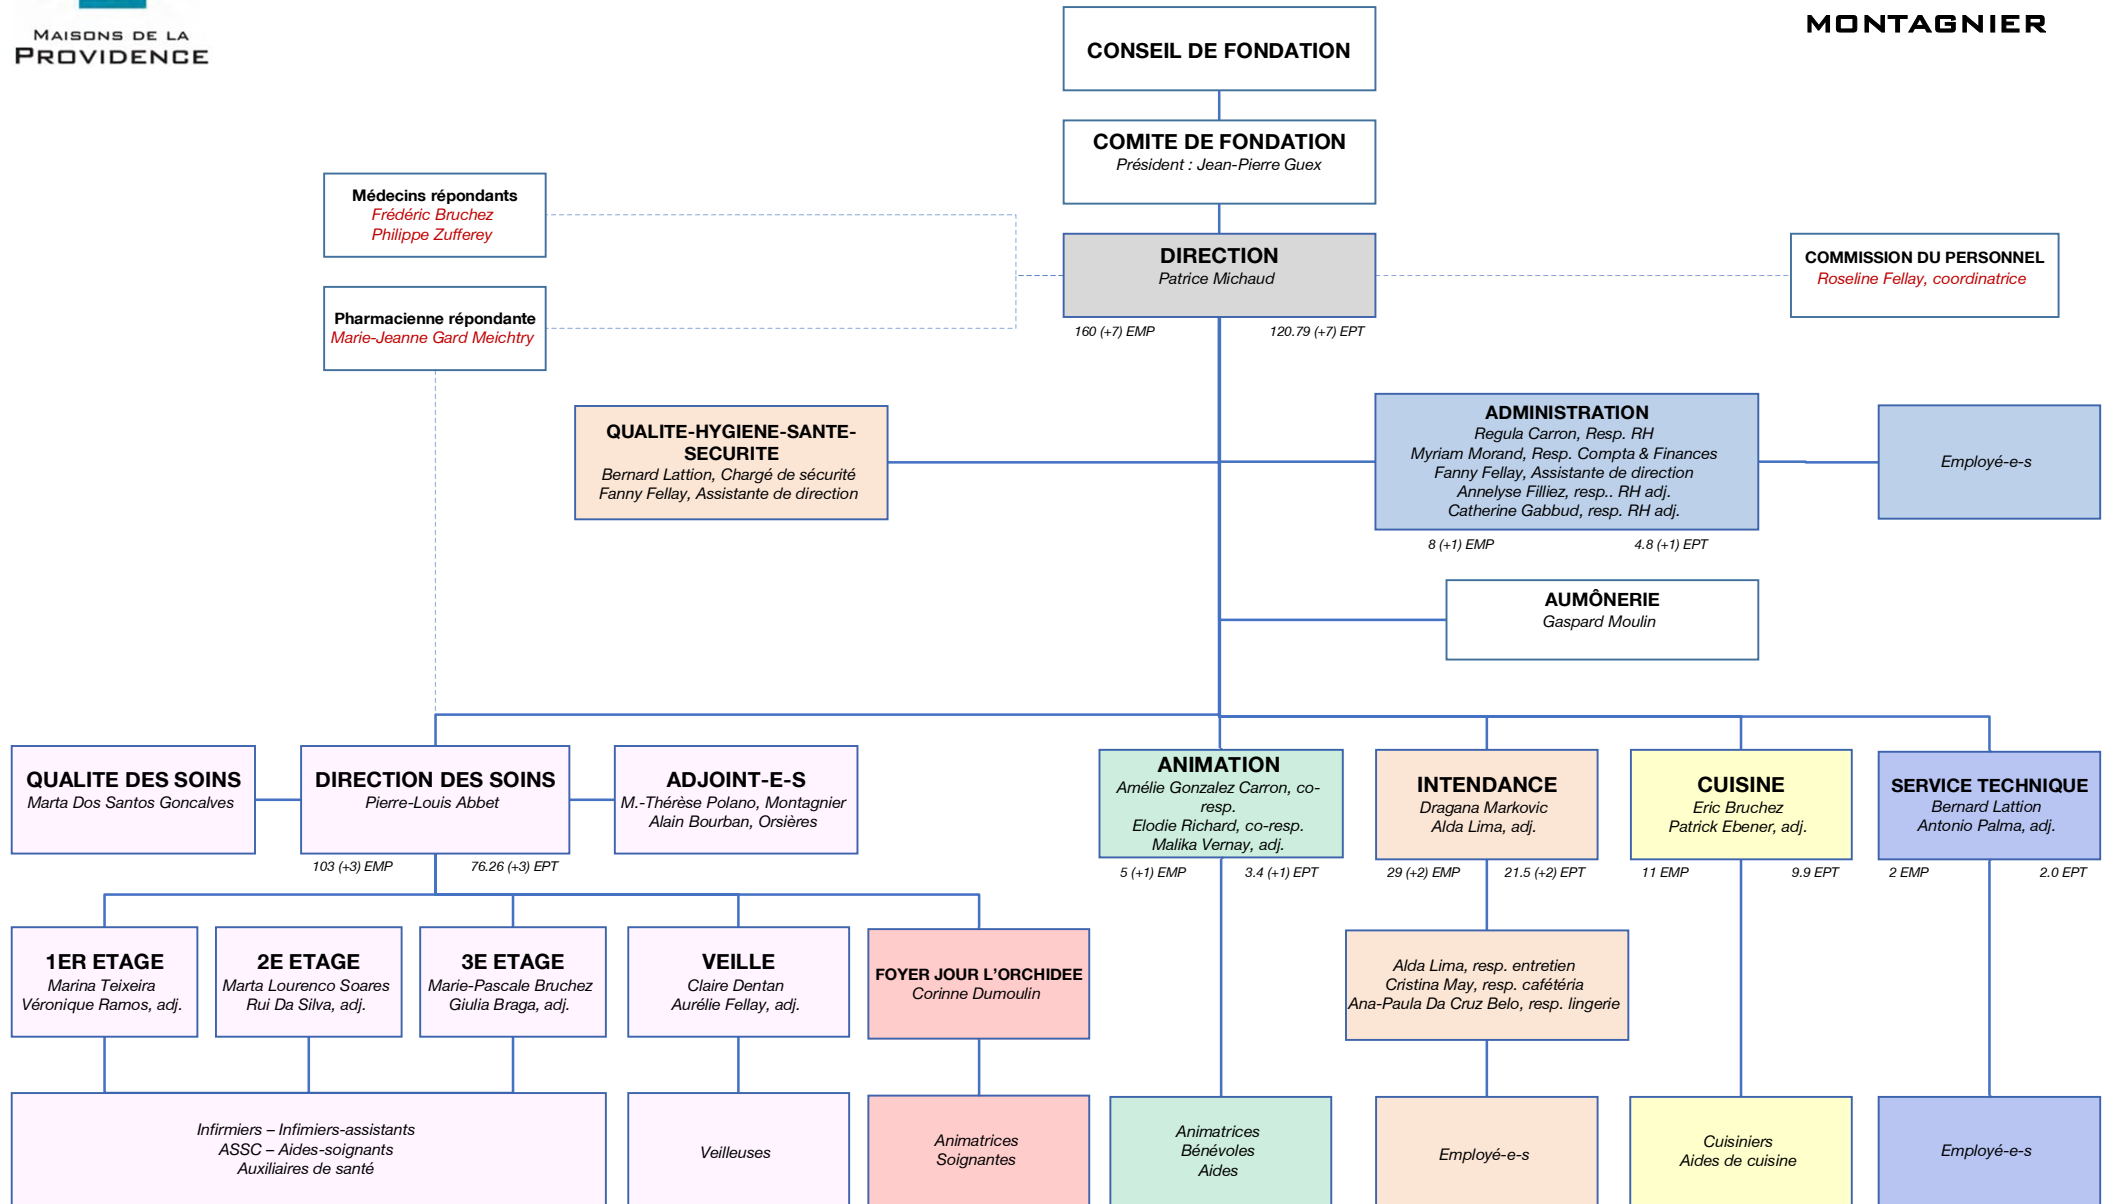 MAISONS DE LA
PROVIDENCE
MONTAGNIER
CONSEIL DE FONDATION
COMITE DE FONDATION
Président : Jean-Pierre Guex
Médecins répondants
Frédéric Bruchez
Philippe Zufferey
DIRECTION
Patrice Michaud
COMMISSION DU PERSONNEL
Roseline Fellay, coordinatrice
Pharmacienne répondante
Marie-Jeanne Gard Meichtry
160 (+7) EMP
120.79 (+7) EPT
QUALITE-HYGIENE-SANTE-
SECURITE
Bernard Lattion, Chargé de sécurité
Fanny Fellay, Assistante de direction
ADMINISTRATION
Regula Carron, Resp. RH
Myriam Morand, Resp. Compta & Finances
Fanny Fellay, Assistante de direction
Annelyse Filliez, resp.. RH adj.
Catherine Gabbud, resp. RH adj.
Employé-e-s
8 (+1) EMP
4.8 (+1) EPT
AUMÔNERIE
Gaspard Moulin
QUALITE DES SOINS
Marta Dos Santos Goncalves
DIRECTION DES SOINS
Pierre-Louis Abbet
ADJOINT-E-S
M.-Thérèse Polano, Montagnier
Alain Bourban, Orsières
ANIMATION
Amélie Gonzalez Carron, co-
resp.
Elodie Richard, co-resp.
Malika Vernay, adj.
INTENDANCE
Dragana Markovic
Alda Lima, adj.
CUISINE
Eric Bruchez
Patrick Ebener, adj.
SERVICE TECHNIQUE
Bernard Lattion
Antonio Palma, adj.
103 (+3) EMP
76.26 (+3) EPT
5 (+1) EMP
3.4 (+1) EPT
29 (+2) EMP
21.5 (+2) EPT
11 EMP
9.9 EPT
2 EMP
2.0 EPT
1ER ETAGE
Marina Teixeira
Véronique Ramos, adj.
2E ETAGE
Marta Lourenco Soares
Rui Da Silva, adj.
3E ETAGE
Marie-Pascale Bruchez
Giulia Braga, adj.
VEILLE
Claire Dentan
Aurélie Fellay, adj.
FOYER JOUR L'ORCHIDEE
Corinne Dumoulin
Alda Lima, resp. entretien
Cristina May, resp. cafétéria
Ana-Paula Da Cruz Belo, resp. lingerie
Infirmiers – Infimiers-assistants
ASSC – Aides-soignants
Auxiliaires de santé
Veilleuses
Animatrices
Soignantes
Animatrices
Bénévoles
Aides
Employé-e-s
Cuisiniers
Aides de cuisine
Employé-e-s